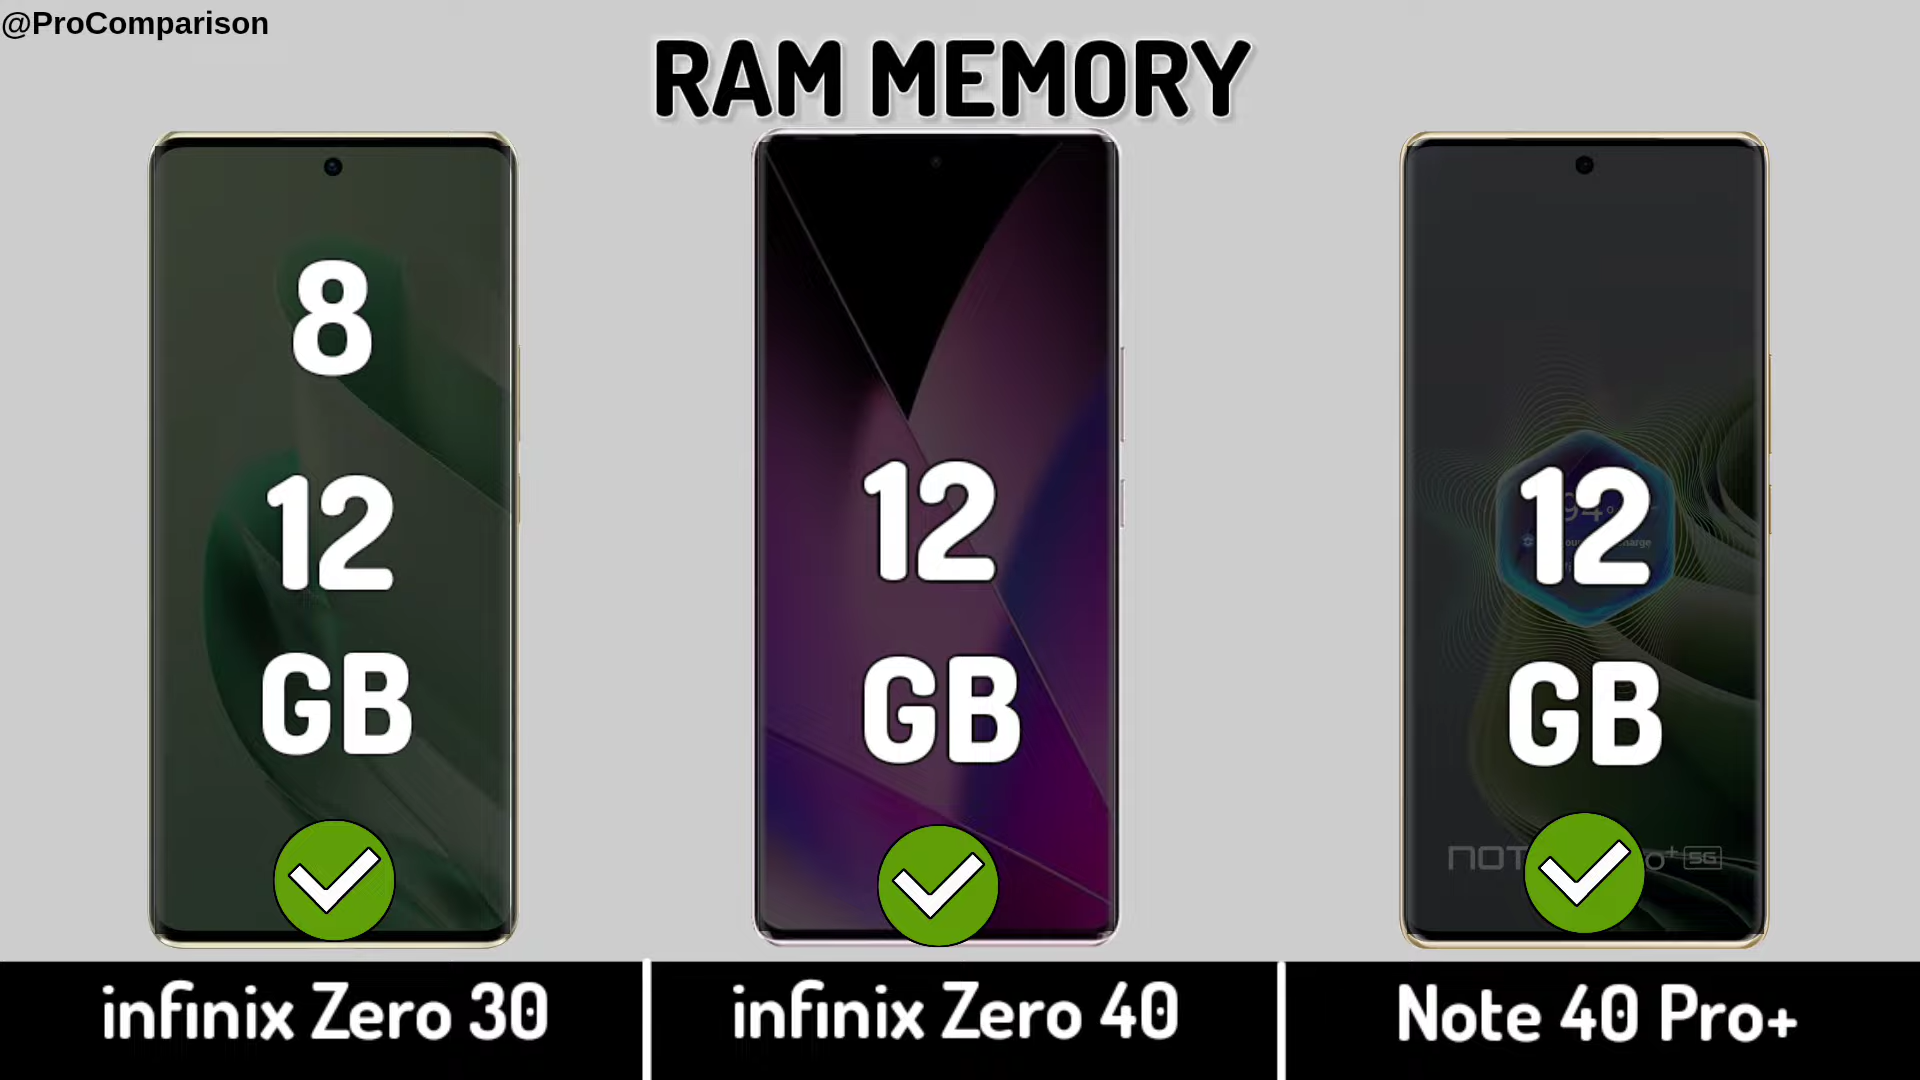 @ProComparison
RAM MEMORY
8
12
GB
12
GB
12
GB
infinix Zero 30
infinix Zero 40
Note 40 Pro+